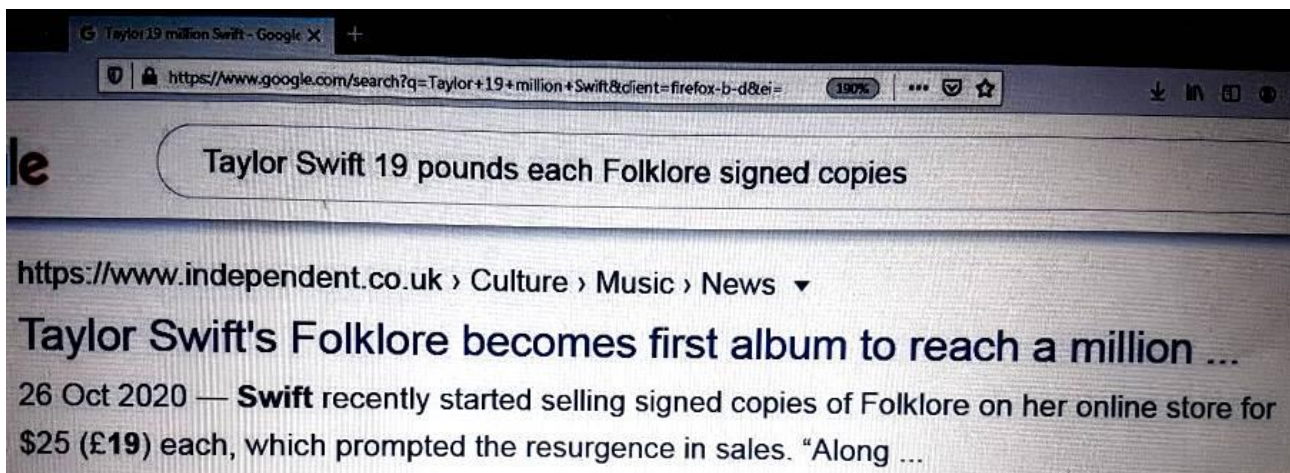 G Taylor 19 million Swift - Google X +
https://www.google.com/search?q=Taylor+19+million+Swift&client=firefox-b-d&ei= 190% ...
le
Taylor Swift 19 pounds each Folklore signed copies
https://www.independent.co.uk › Culture › Music › News
Taylor Swift's Folklore becomes first album to reach a million ...
26 Oct 2020 — Swift recently started selling signed copies of Folklore on her online store for
$25 (£19) each, which prompted the resurgence in sales. “Along ...